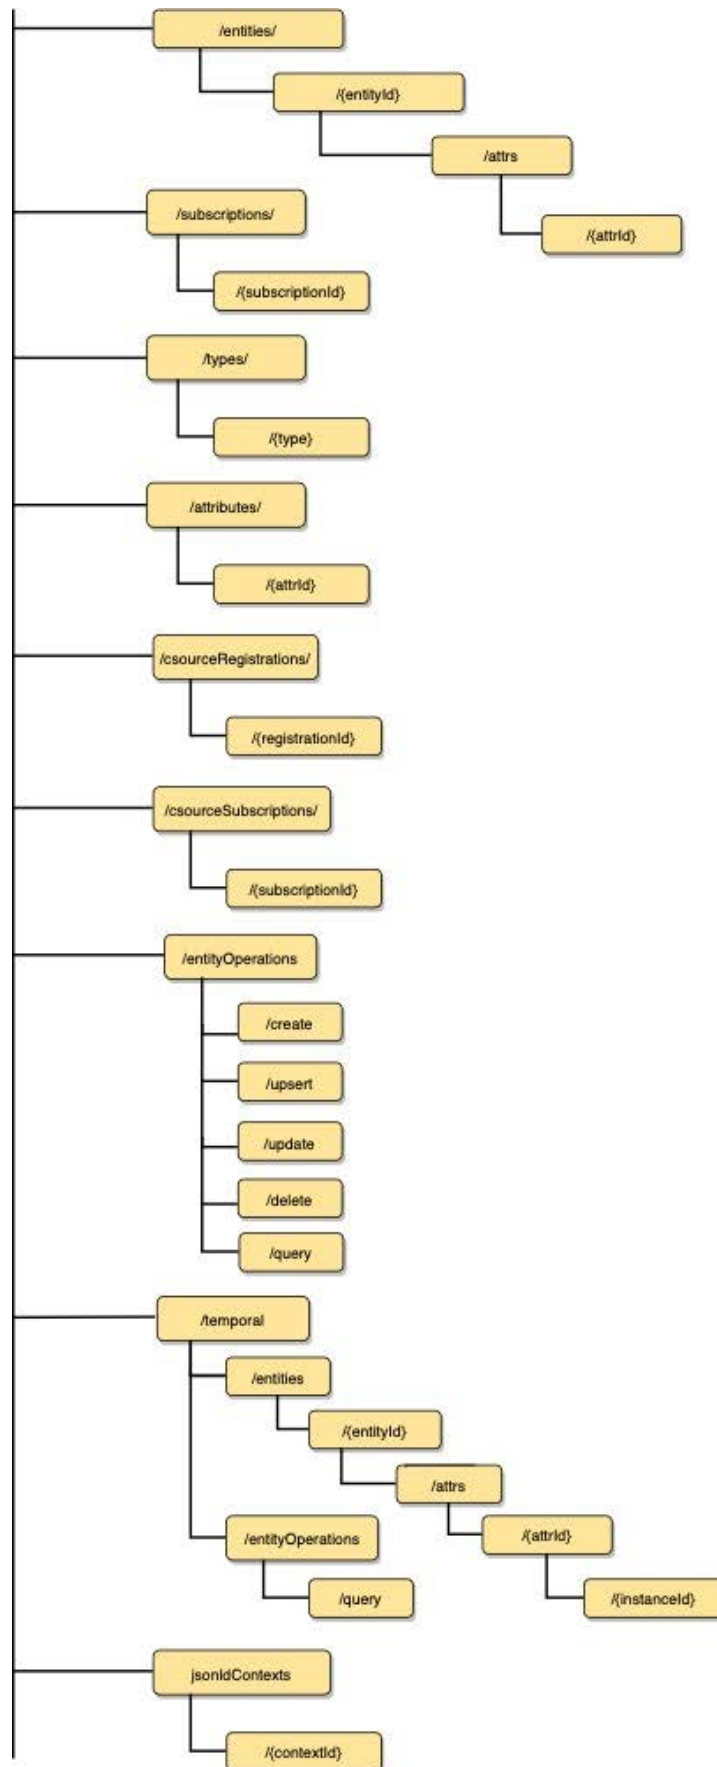 /entities/
/{entityId}
/attrs
/{attrId}
/subscriptions/
/{subscriptionId}
/types/
/{type}
/attributes/
/{attrId}
/csourceRegistrations/
/{registrationId}
/csourceSubscriptions/
/{subscriptionId}
/entityOperations
/create
/upsert
/update
/delete
/query
/temporal
/entities
/{entityId}
/attrs
/{attrId}
/{instanceId}
/entityOperations
/query
jsonldContexts
/{contextId}